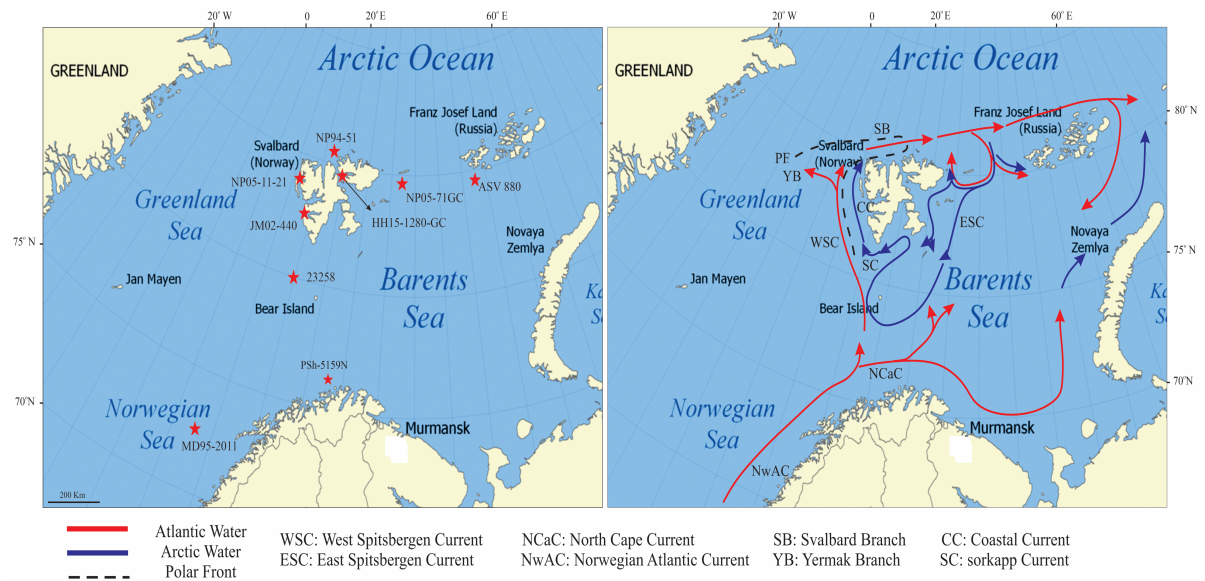 20˚W 0 20˚E 60˚E 20˚W 0 20˚E 60˚E
Arctic Ocean
GREENLAND
Franz Josef Land
(Russia)
NP94-51
Svalbard
(Norway)
NP05-11-21
NP05-71GC
ASV 880
Greenland
Sea
JM02-440
HH15-1280-GC
Novaya
Zemlya
75˚N
23258
Jan Mayen
Barents
Sea
Bear Island
Ka
S
PSh-5159N
70˚N
Norwegian
Sea
MD95-2011
Murmansk
200 Km
Arctic Ocean
GREENLAND
Franz Josef Land
(Russia)
80˚N
SB
Svalbard
(Norway)
PF
YB
Greenland
Sea
CC
ESC
WSC
SC
Novaya
Zemlya
75˚N
Jan Mayen
Barents
Sea
Bear Island
Ka
S
NCaC
70˚N
Norwegian
Sea
Murmansk
NwAC
Atlantic Water
Arctic Water
Polar Front
WSC: West Spitsbergen Current NCaC: North Cape Current SB: Svalbard Branch CC: Coastal Current
ESC: East Spitsbergen Current NwAC: Norwegian Atlantic Current YB: Yermak Branch SC: sorkapp Current